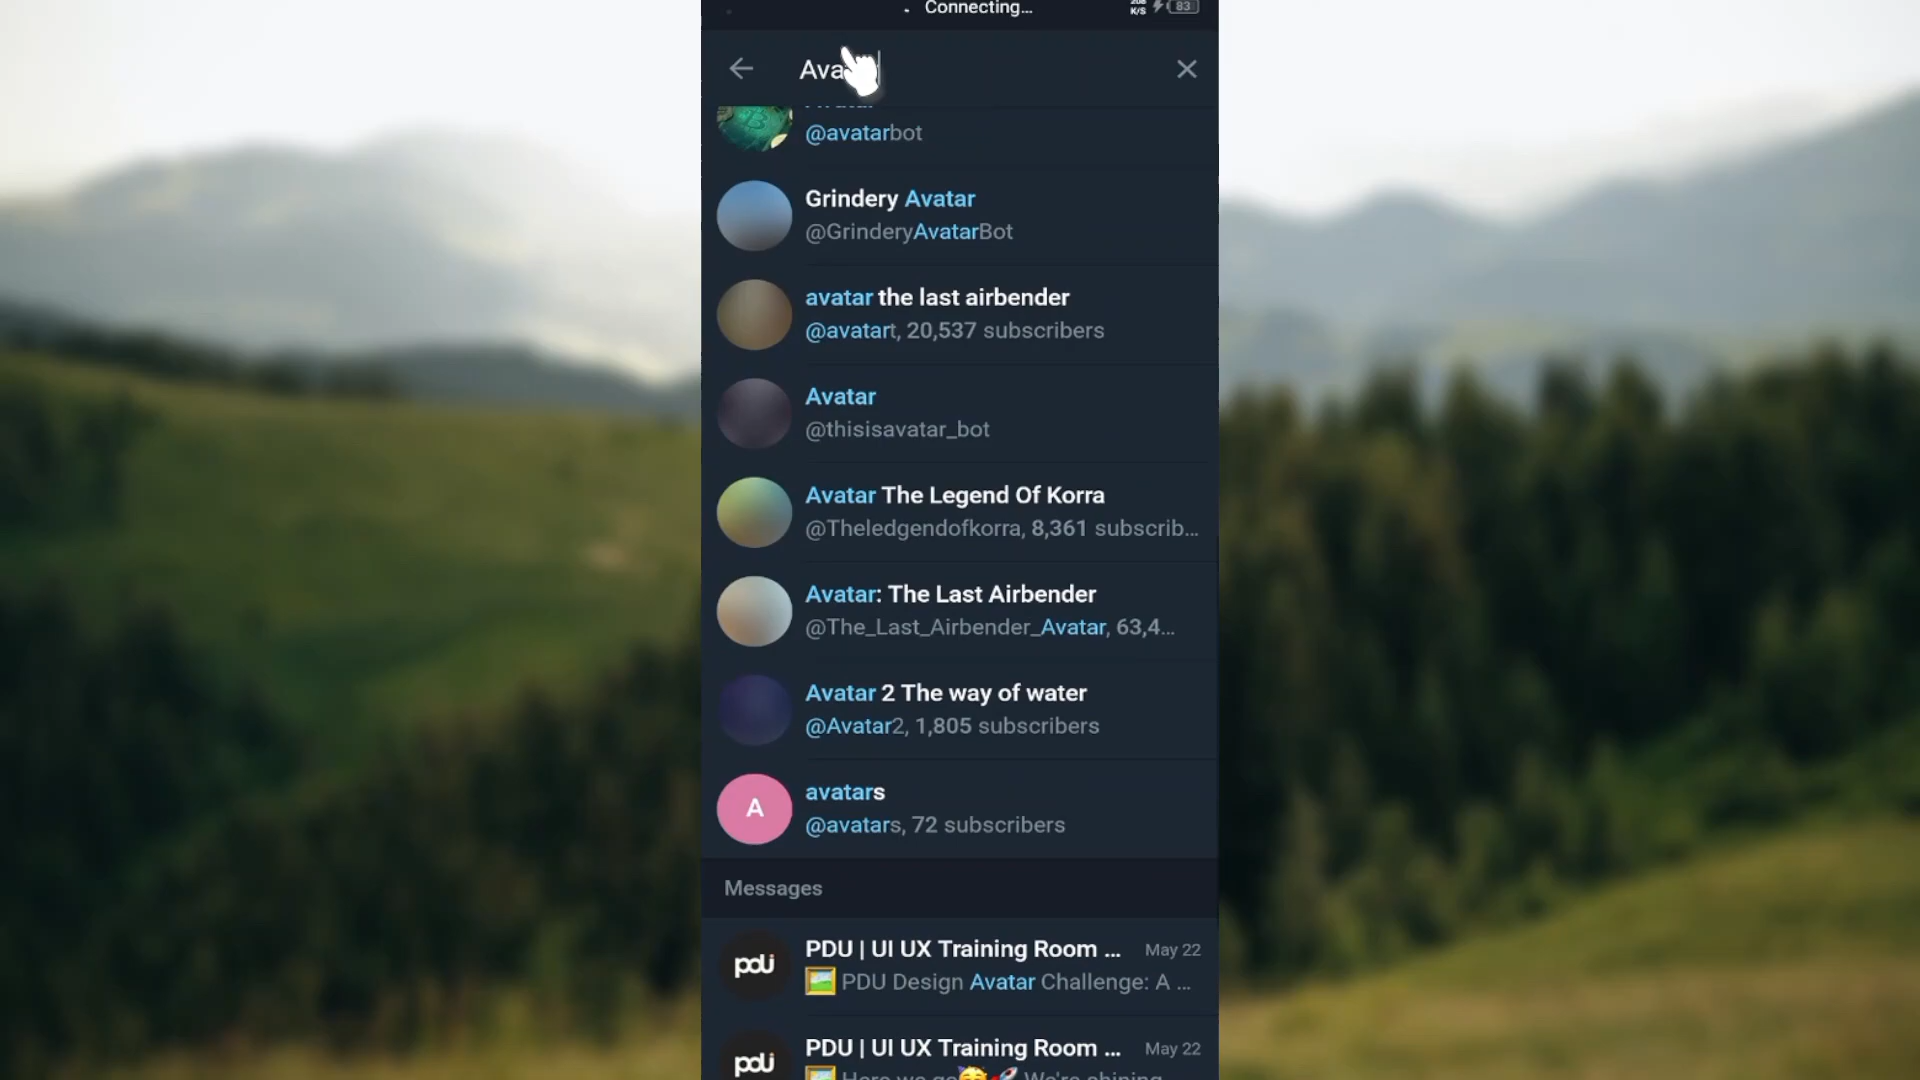 Connecting...
K/S
83
Ava
@avatarbot
Grindery Avatar
@GrinderyAvatarBot
avatar the last airbender
@avatart, 20,537 subscribers
Avatar
@thisisavatar_bot
Avatar The Legend Of Korra
@Theledgendofkorra, 8,361 subscrib...
Avatar: The Last Airbender
@The_Last_Airbender_Avatar, 63,4...
Avatar 2 The way of water
@Avatar2, 1,805 subscribers
A
avatars
@avatars, 72 subscribers
Messages
pdu
PDU | UI UX Training Room ...
May 22
PDU Design Avatar Challenge: A ...
pdu
PDU | UI UX Training Room ...
May 22